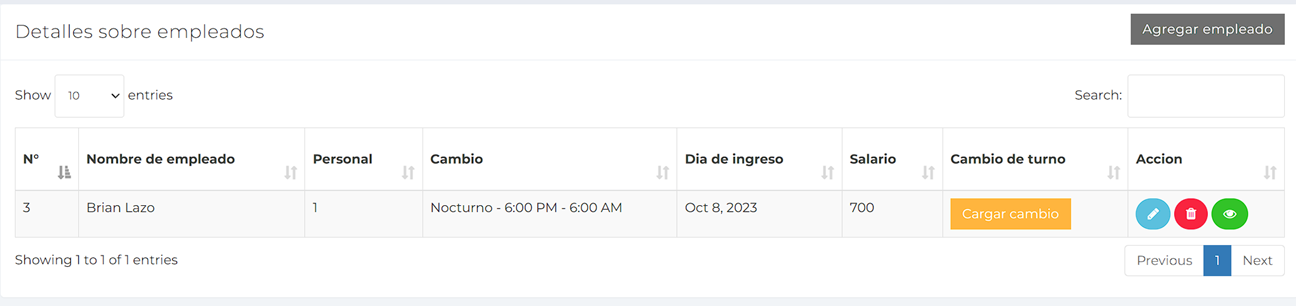 Detalles sobre empleados
Agregar empleado
Show 10 entries
Search:
N° Nombre de empleado Personal Cambio Dia de ingreso Salario Cambio de turno Accion
3 Brian Lazo 1 Nocturno - 6:00 PM - 6:00 AM Oct 8, 2023 700 Cargar cambio
Showing 1 to 1 of 1 entries
Previous 1 Next